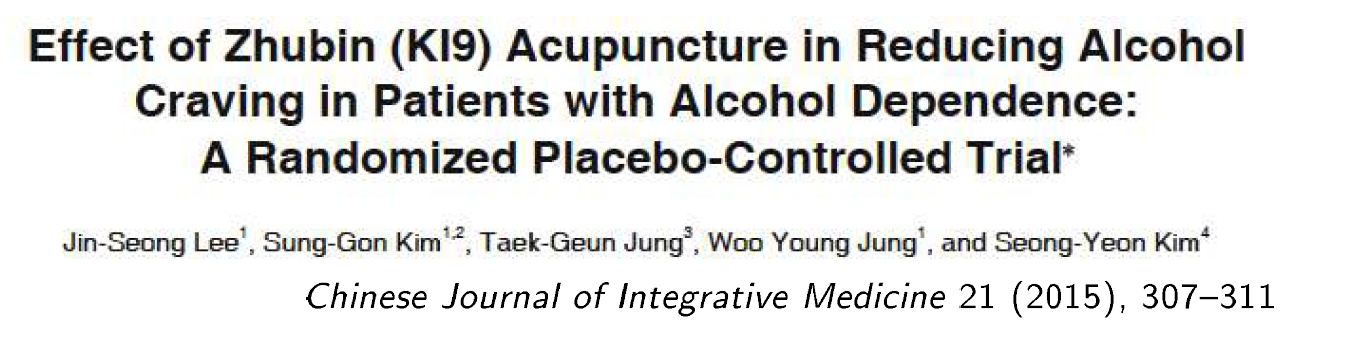 Effect of Zhubin (KI9) Acupuncture in Reducing Alcohol
Craving in Patients with Alcohol Dependence:
A Randomized Placebo-Controlled Trial*
Jin-Seong Lee¹, Sung-Gon Kim¹,², Taek-Geun Jung³, Woo Young Jung¹, and Seong-Yeon Kim⁴
Chinese Journal of Integrative Medicine 21 (2015), 307–311